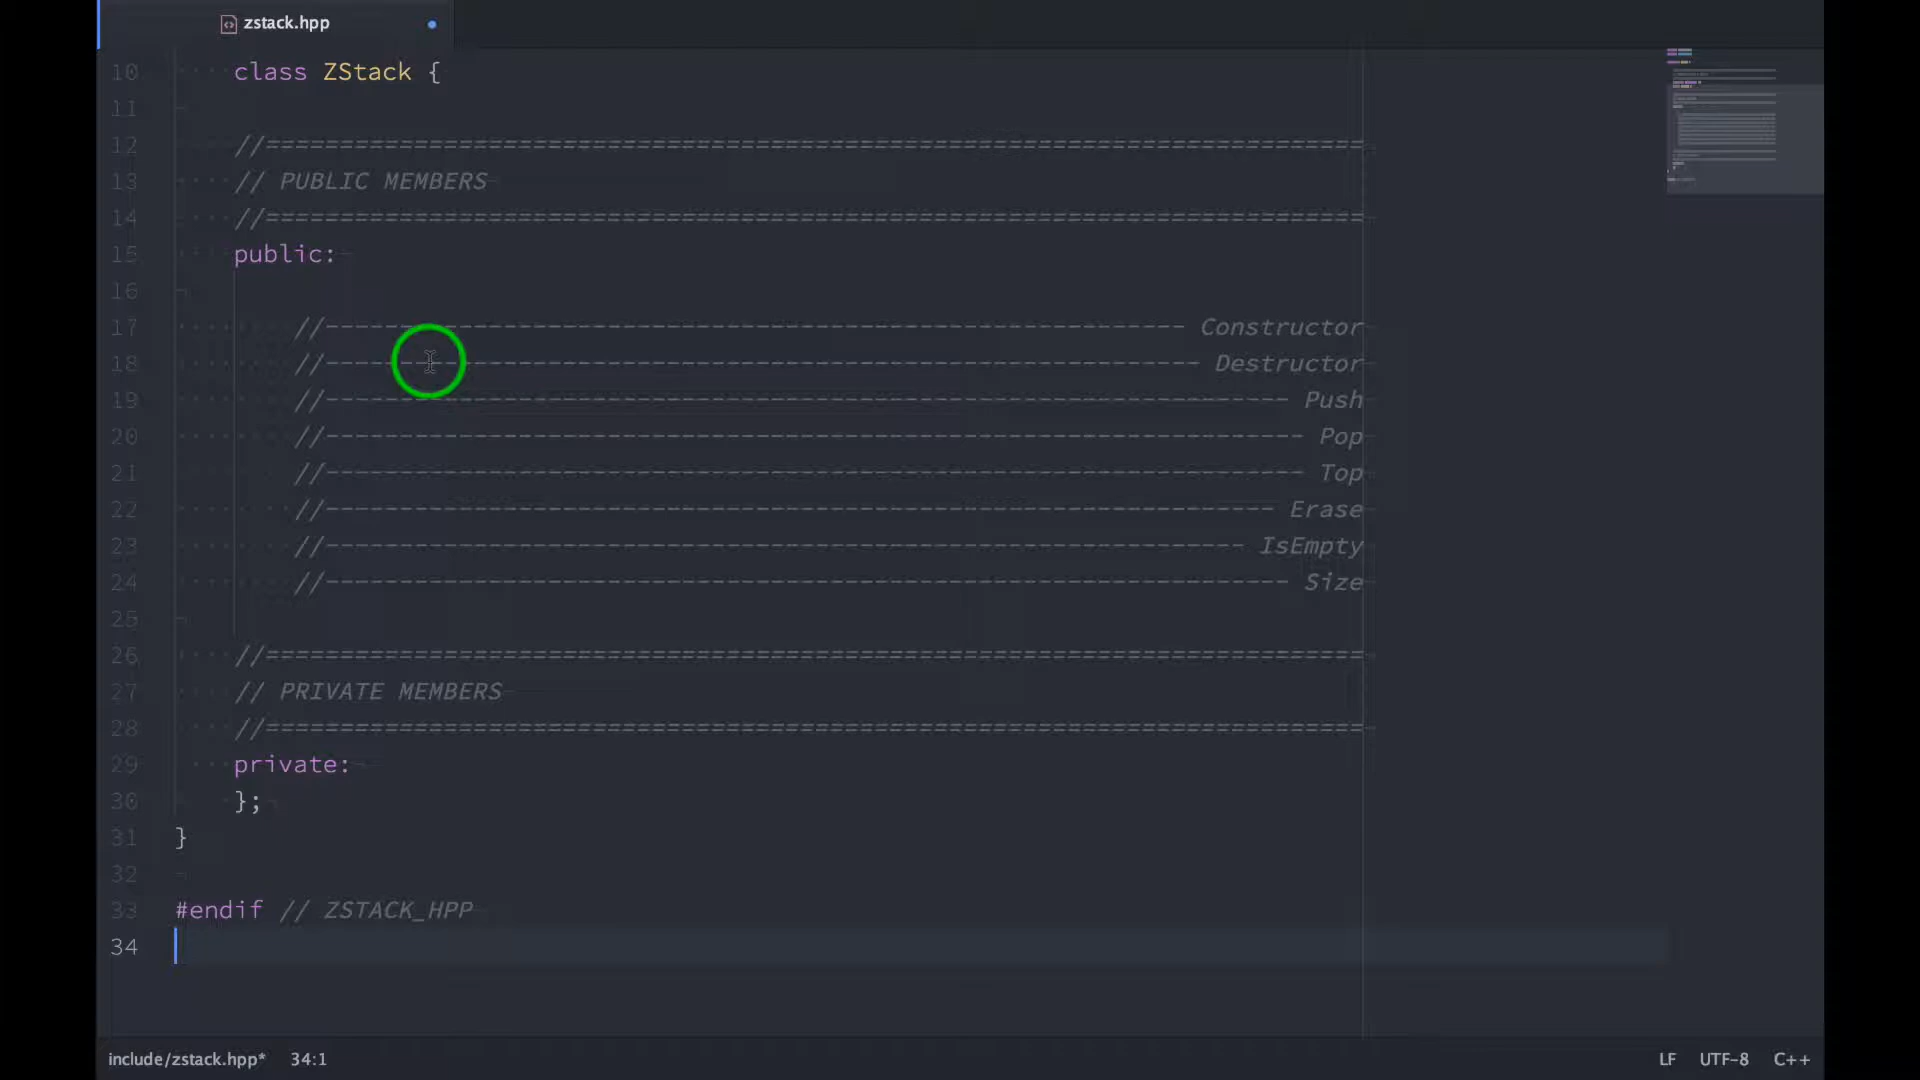 zstack.hpp
10 class ZStack {
11
12 //==========================================================================
13 // PUBLIC MEMBERS
14 //==========================================================================
15 public:
16
17 //---------------------------------------------------------- Constructor
18 //----------------------------------------------------------- Destructor
19 //----------------------------------------------------------------- Push
20 //------------------------------------------------------------------ Pop
21 //------------------------------------------------------------------ Top
22 //---------------------------------------------------------------- Erase
23 //-------------------------------------------------------------- IsEmpty
24 //----------------------------------------------------------------- Size
25
26 //==========================================================================
27 // PRIVATE MEMBERS
28 //==========================================================================
29 private:
30 };
31 }
32
33 #endif // ZSTACK_HPP
34
include/zstack.hpp* 34:1 LF UTF-8 C++